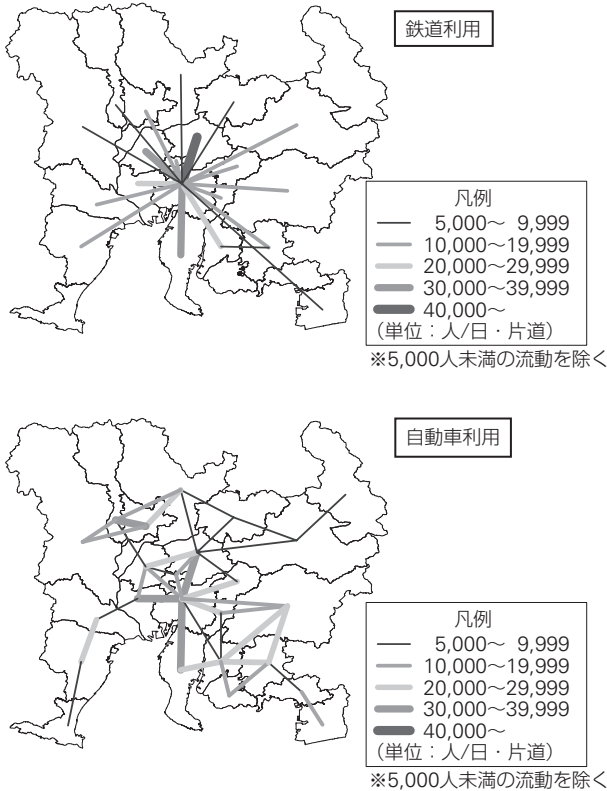 鉄道利用
凡例
5,000～ 9,999
10,000～19,999
20,000～29,999
30,000～39,999
40,000～
（単位：人/日・片道）
※5,000人未満の流動を除く
自動車利用
凡例
5,000～ 9,999
10,000～19,999
20,000～29,999
30,000～39,999
40,000～
（単位：人/日・片道）
※5,000人未満の流動を除く